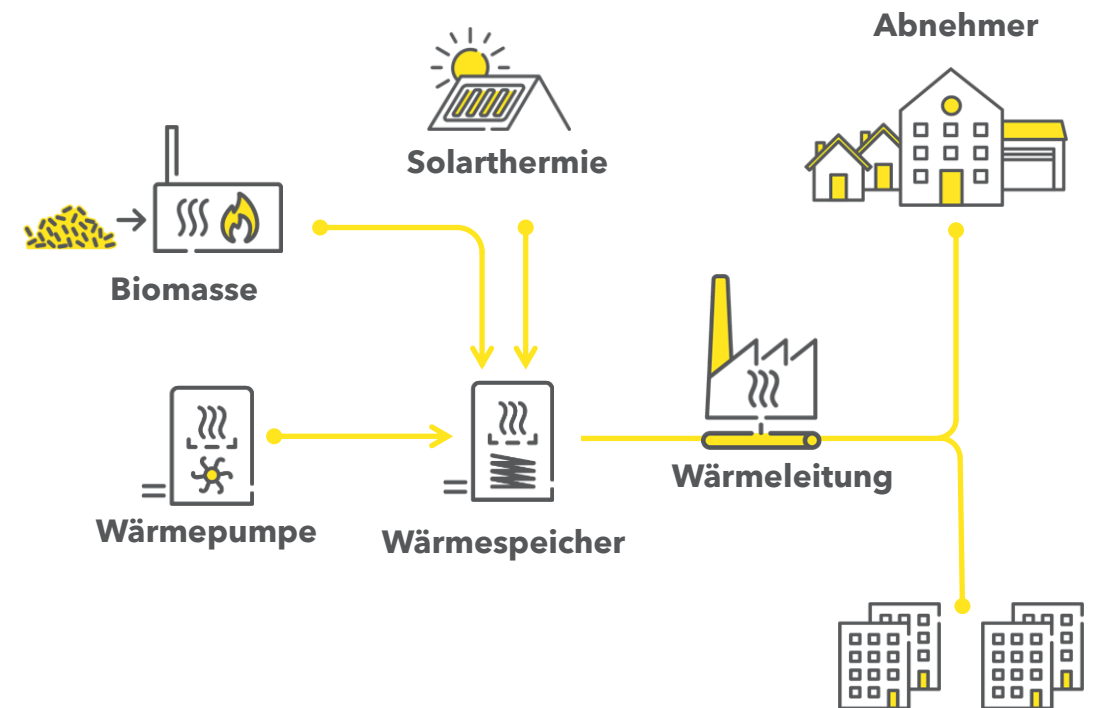 Abnehmer
Solarthermie
Biomasse
Wärmeleitung
Wärmepumpe
Wärmespeicher